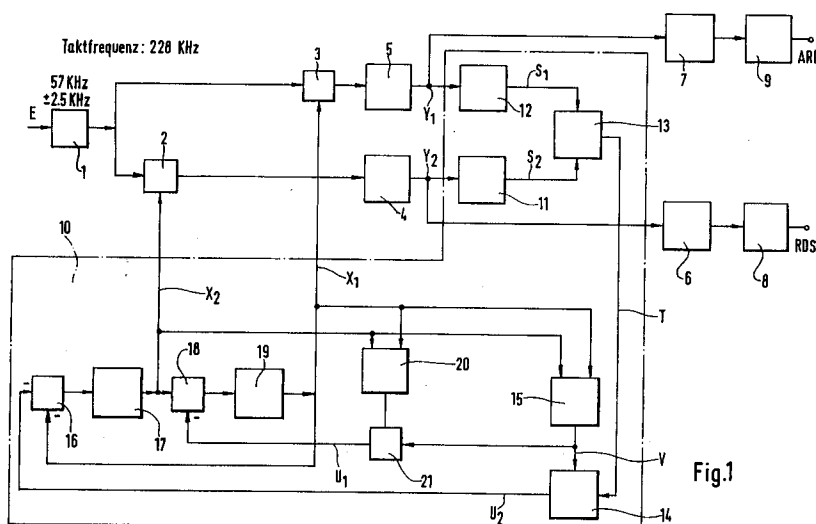 Taktfrequenz: 228 KHz
57 KHz
±2.5 KHz
E
1
2
3
5
Y1
12
S1
13
7
9
ARI
4
Y2
11
S2
6
8
RDS
10
X2
X1
T
20
15
16
17
18
19
21
U1
V
14
U2
Fig.1